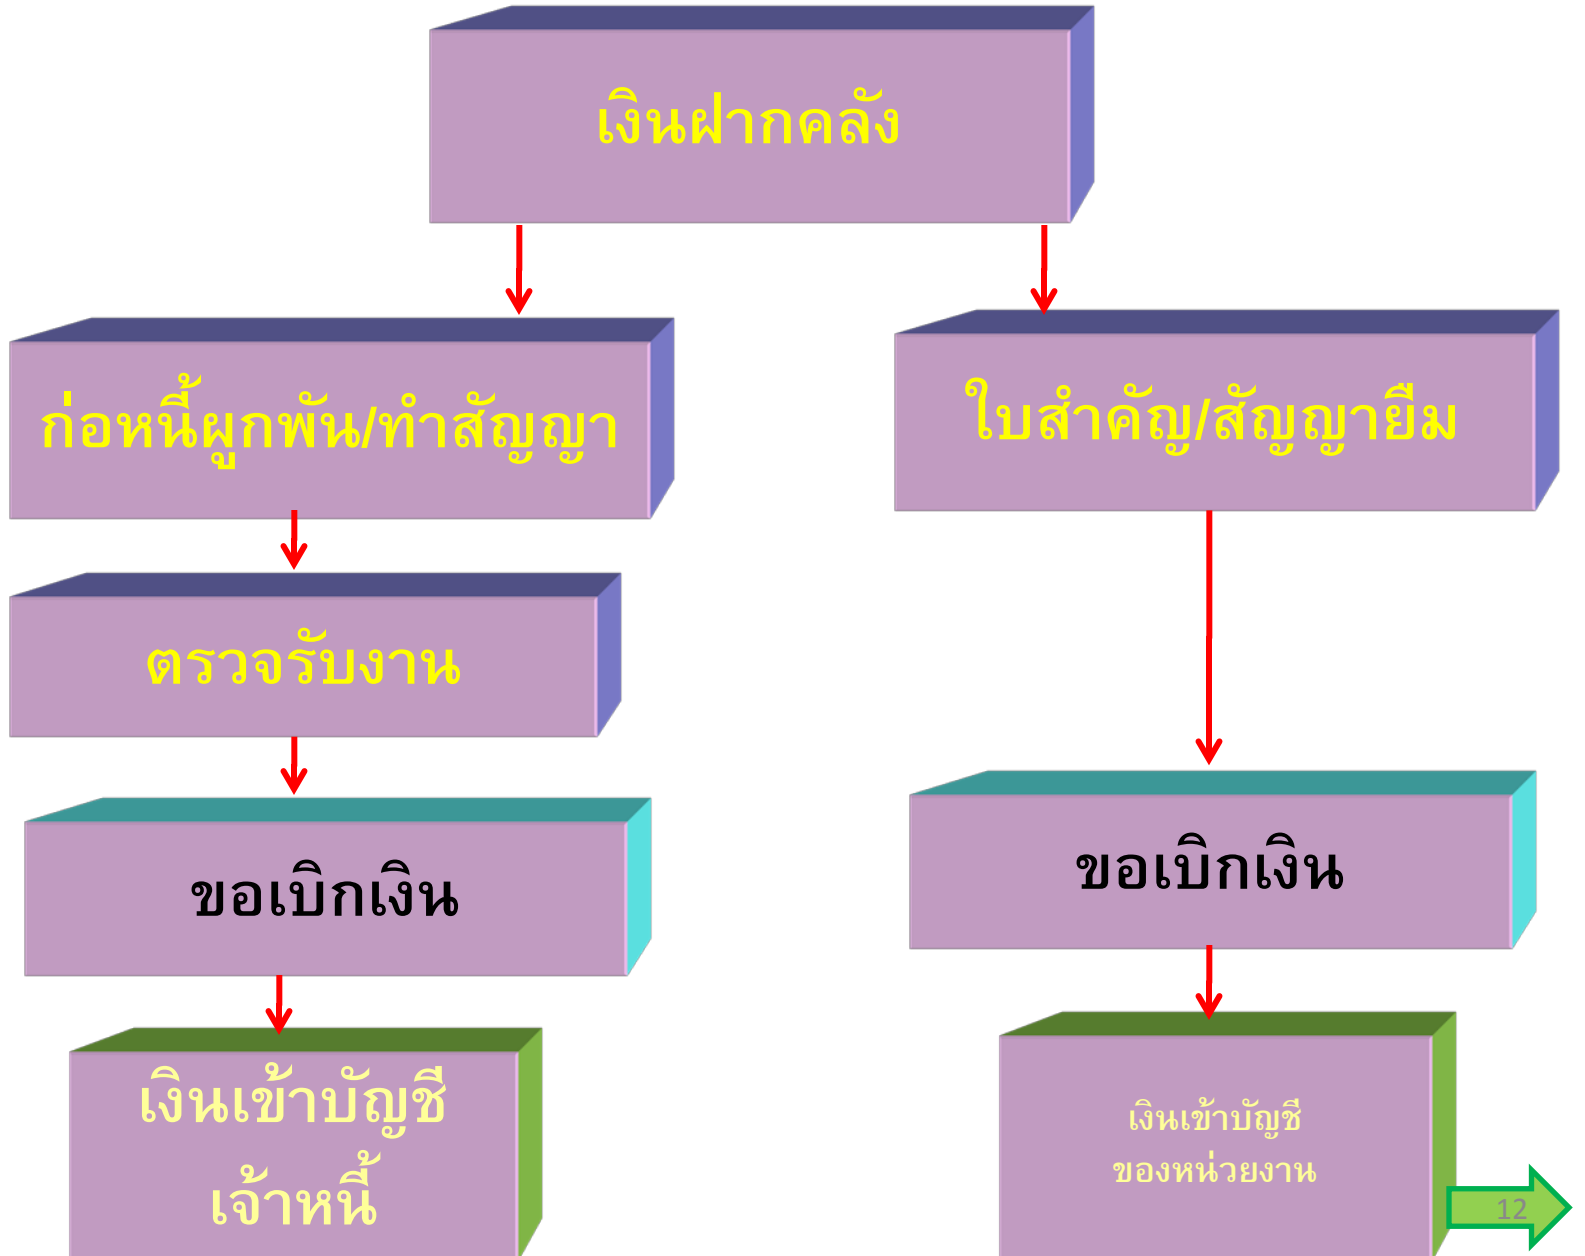 เงินฝากคลัง
ก่อหนี้ผูกพัน/ทำสัญญา
ใบสำคัญ/สัญญายืม
ตรวจรับงาน
ขอเบิกเงิน
ขอเบิกเงิน
เงินเข้าบัญชี
เจ้าหนี้
เงินเข้าบัญชี
ของหน่วยงาน
12